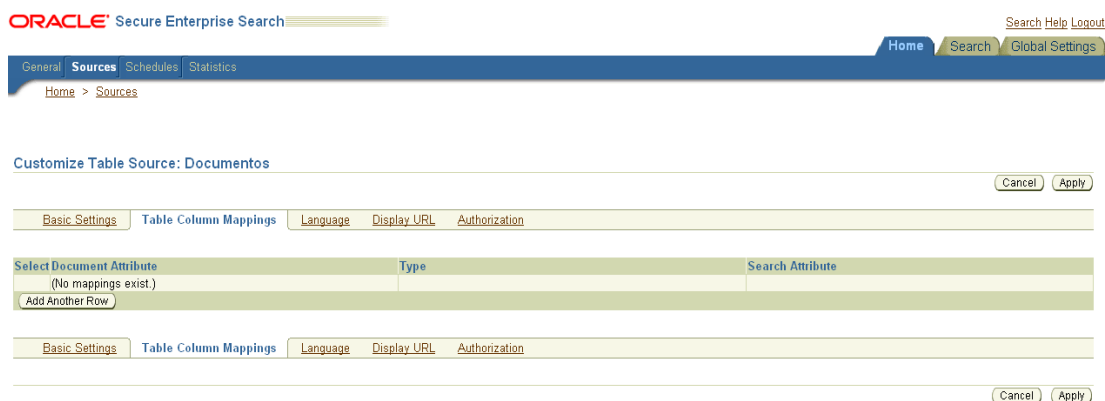 ORACLE Secure Enterprise Search
Search Help Logout
Home Search Global Settings
General Sources Schedules Statistics
Home > Sources
Customize Table Source: Documentos
Cancel Apply
Basic Settings Table Column Mappings Language Display URL Authorization
Select Document Attribute Type Search Attribute
(No mappings exist.)
Add Another Row
Basic Settings Table Column Mappings Language Display URL Authorization
Cancel Apply